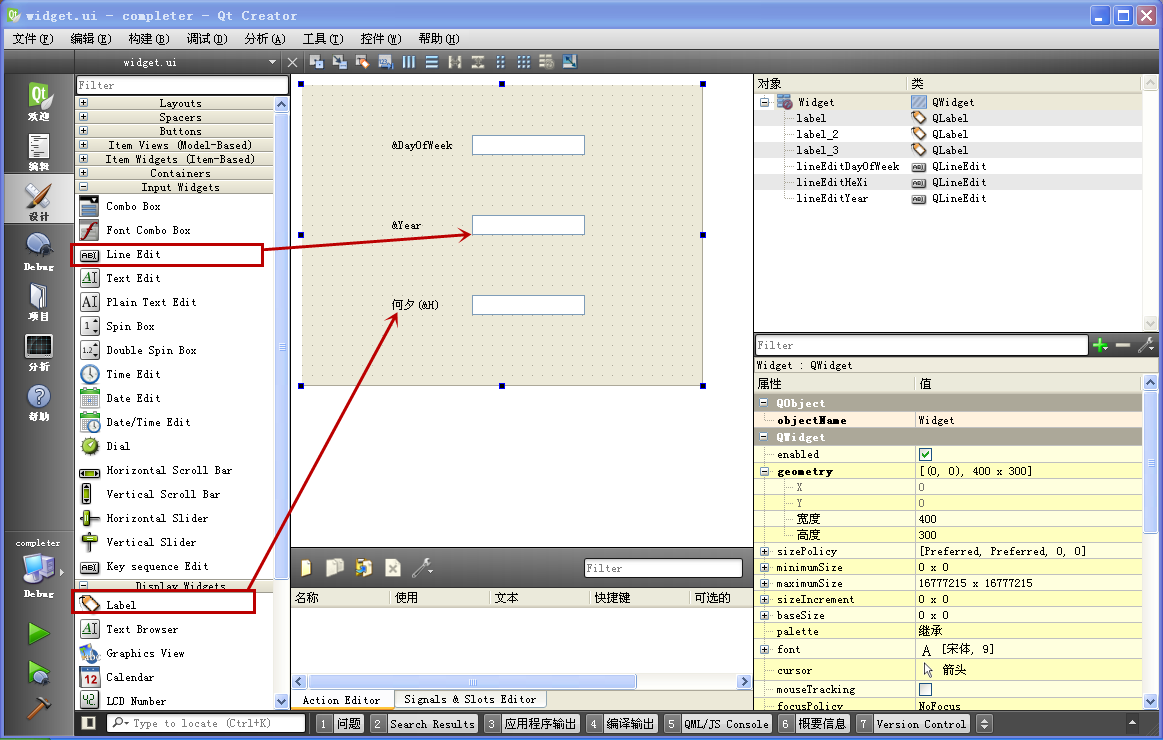 widget.ui - completer - Qt Creator
文件(F) 编辑(E) 构建(B) 调试(D) 分析(A) 工具(T) 控件(W) 帮助(H)
widget.ui
Filter
Layouts
Spacers
Buttons
Item Views (Model-Based)
Item Widgets (Item-Based)
Containers
Input Widgets
Combo Box
Font Combo Box
Line Edit
Text Edit
Plain Text Edit
Spin Box
Double Spin Box
Time Edit
Date Edit
Date/Time Edit
Dial
Horizontal Scroll Bar
Vertical Scroll Bar
Horizontal Slider
Vertical Slider
Key sequence Edit
Display Widgets
Label
Text Browser
Graphics View
Calendar
LCD Number
欢迎
编辑
设计
Debug
项目
分析
帮助
completer
Debug
&DayOfWeek
&Year
何夕(&H)
Filter
名称 使用 文本 快捷键 可选的
Action Editor Signals & Slots Editor
对象 类
Widget QWidget
label QLabel
label_2 QLabel
label_3 QLabel
lineEditDayOfWeek QLineEdit
lineEditHeXi QLineEdit
lineEditYear QLineEdit
Filter
Widget : QWidget
属性 值
QObject
objectName Widget
QWidget
enabled
geometry [(0, 0), 400 x 300]
X 0
Y 0
宽度 400
高度 300
sizePolicy [Preferred, Preferred, 0, 0]
minimumSize 0 x 0
maximumSize 16777215 x 16777215
sizeIncrement 0 x 0
baseSize 0 x 0
palette 继承
font A [宋体, 9]
cursor 箭头
mouseTracking
focusPolicy NoFocus
Type to locate (Ctrl+K) 1 问题 2 Search Results 3 应用程序输出 4 编译输出 5 QML/JS Console 6 概要信息 7 Version Control